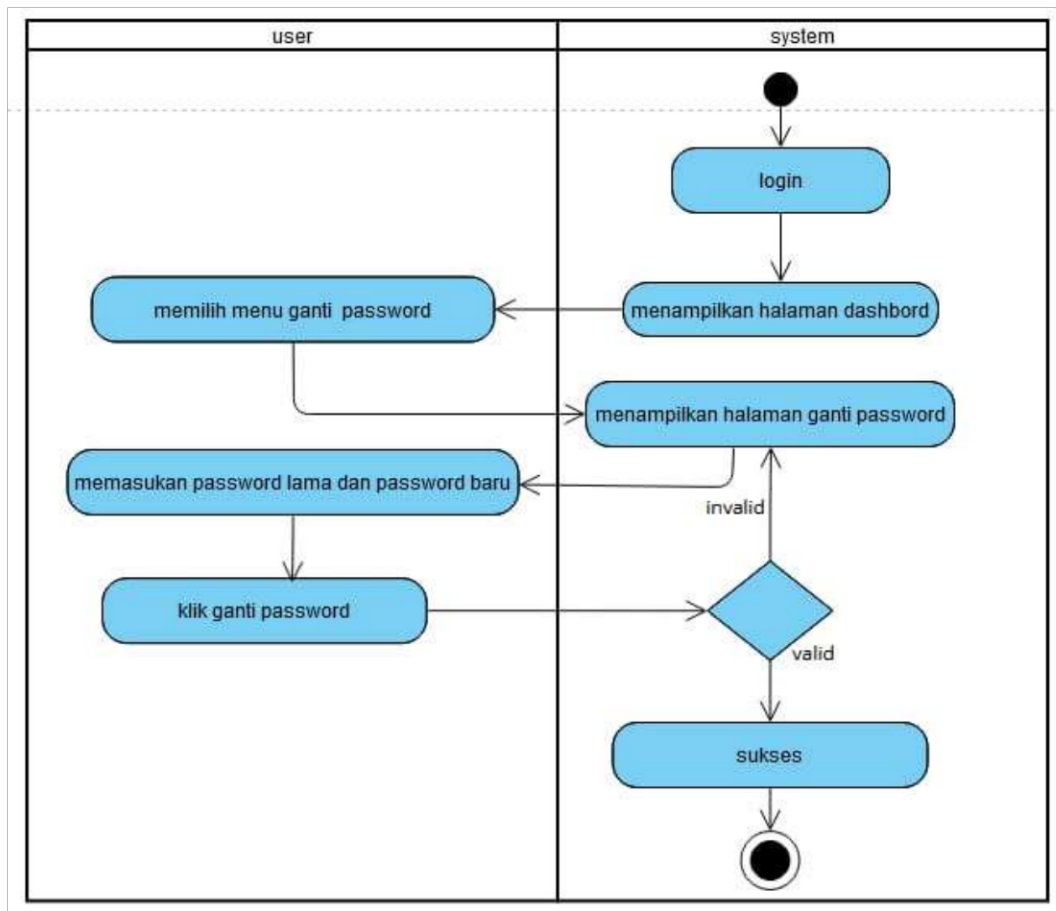 user
system
login
menampilkan halaman dashbord
memilih menu ganti password
menampilkan halaman ganti password
memasukan password lama dan password baru
invalid
klik ganti password
valid
sukses